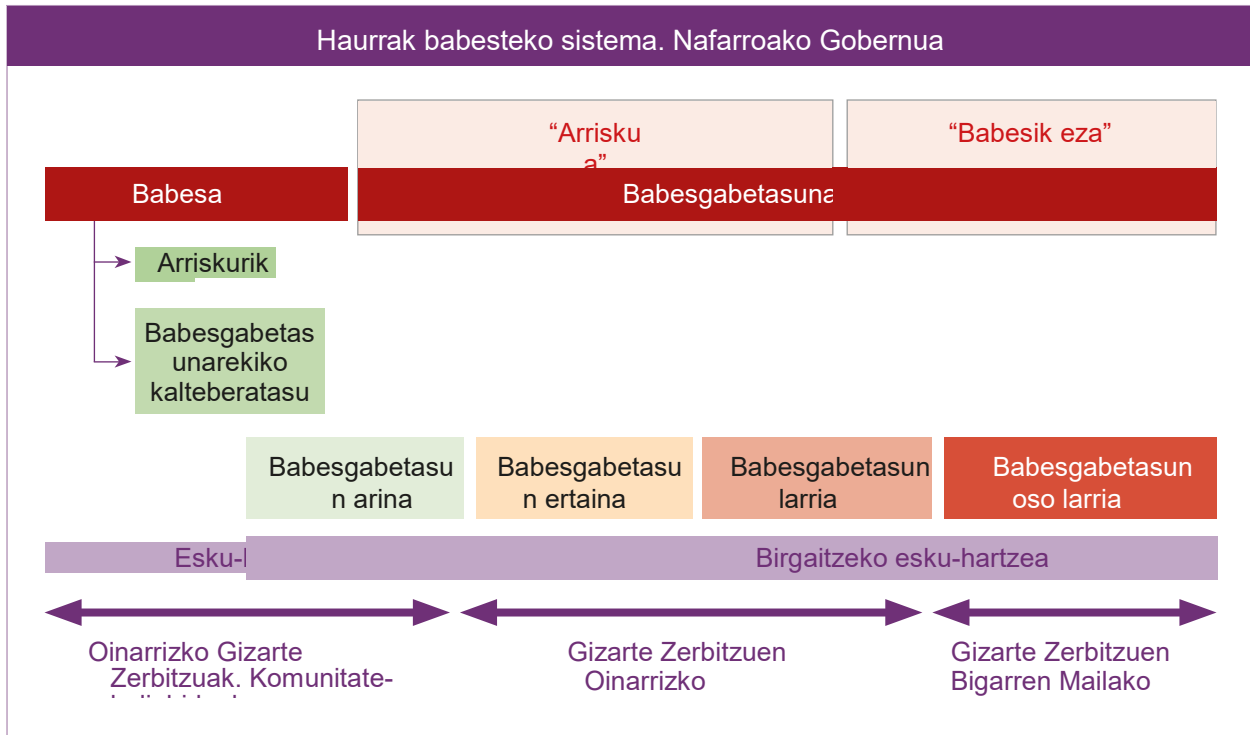 Haurrak babesteko sistema. Nafarroako Gobernua
“Arrisku
a”
“Babesik eza”
Babesa
Babesgabetasuna
Arriskurik
Babesgabetas
unarekiko
kalteberatasu
Babesgabetasu
n arina
Babesgabetasu
n ertaina
Babesgabetasun
larria
Babesgabetasun
oso larria
Esku-
Birgaitzeko esku-hartzea
Oinarrizko Gizarte
Zerbitzuak. Komunitate-
Gizarte Zerbitzuen
Oinarrizko
Gizarte Zerbitzuen
Bigarren Mailako